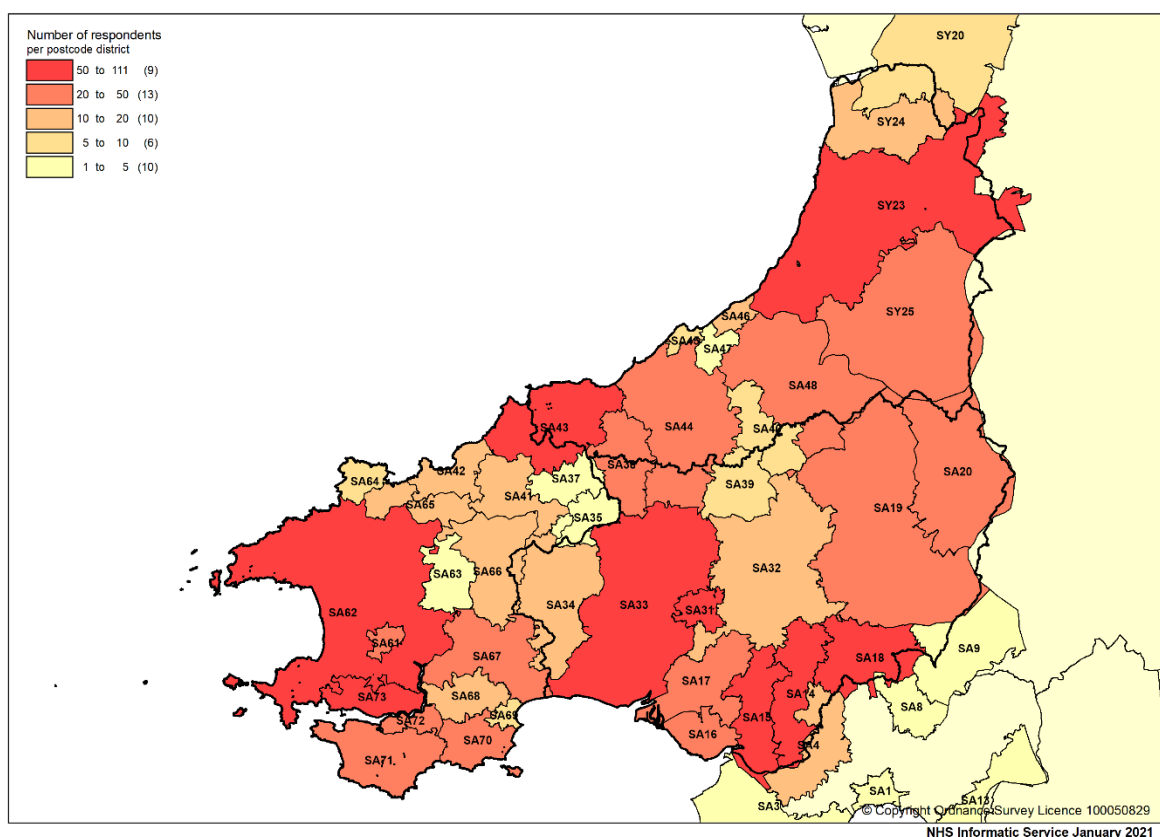 Number of respondents
per postcode district
50 to 111 (9)
20 to 50 (13)
10 to 20 (10)
5 to 10 (6)
1 to 5 (10)
SY20
SY24
SY23
SY25
SA46
SA45
SA47
SA48
SA43
SA44
SA40
SA42
SA38
SA64
SA37
SA39
SA20
SA41
SA65
SA19
SA35
SA32
SA63
SA66
SA34
SA33
SA31
SA62
SA61
SA67
SA18
SA9
SA17
SA73
SA68
SA14
SA8
SA69
SA72
SA15
SA16
SA70
SA4
SA71
SA1
SA3
SA13
© Copyright Ordnance Survey Licence 100050829
NHS Informatic Service January 2021